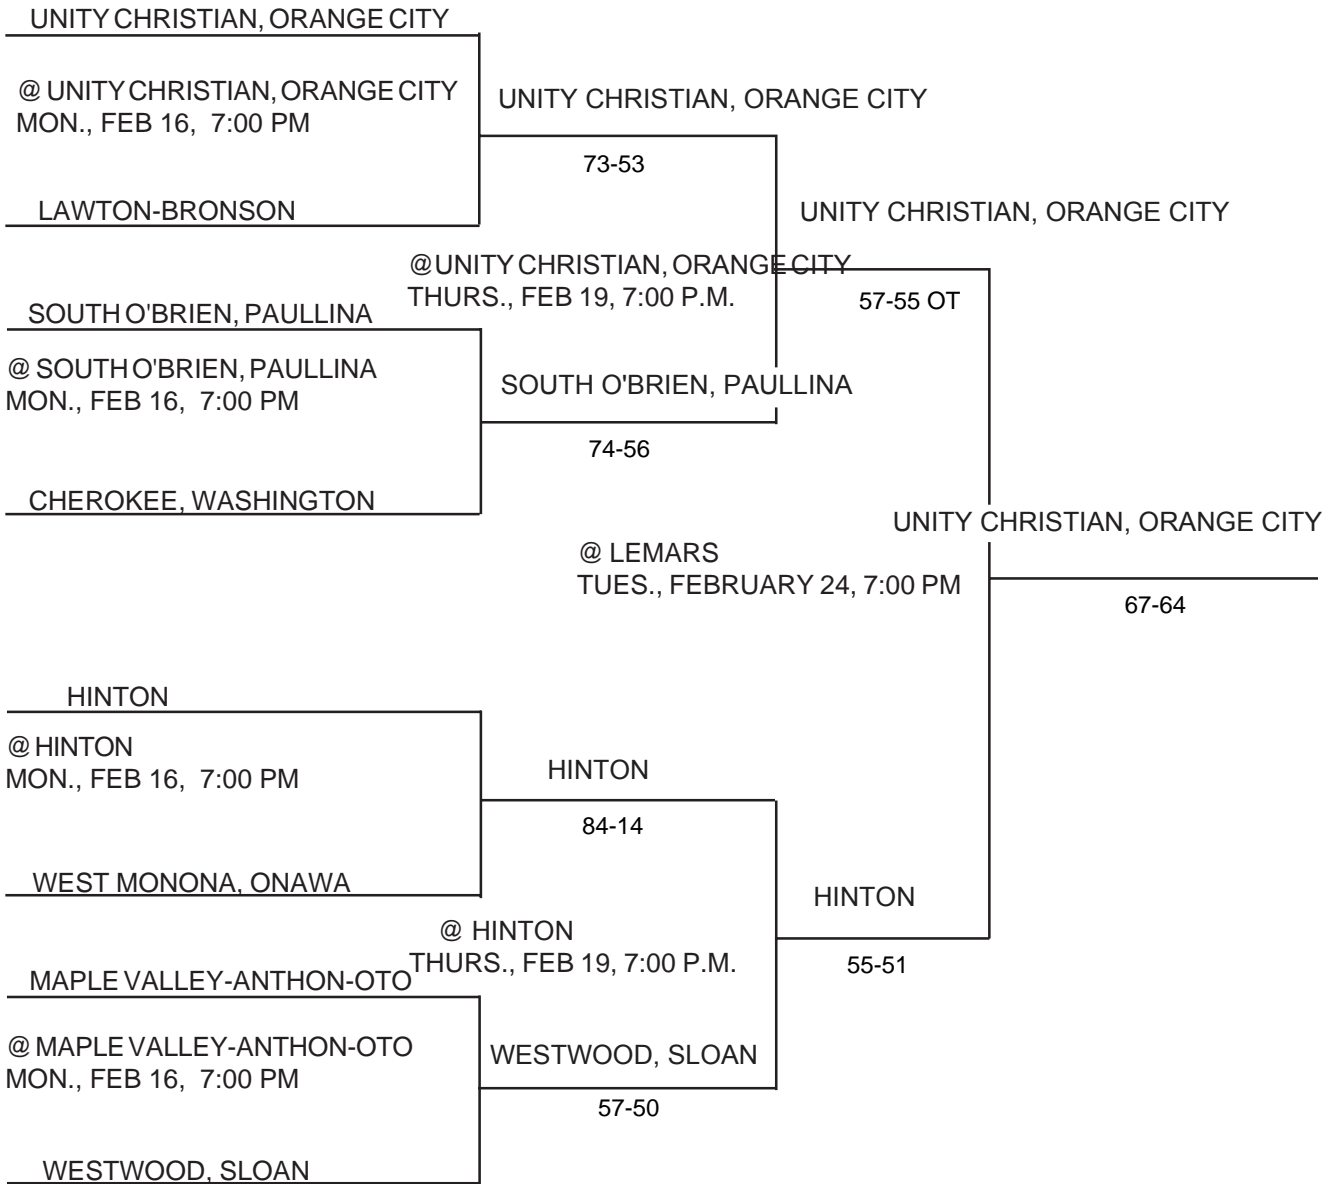 UNITY CHRISTIAN, ORANGE CITY
@ UNITY CHRISTIAN, ORANGE CITY
MON., FEB 16, 7:00 PM
UNITY CHRISTIAN, ORANGE CITY
73-53
LAWTON-BRONSON
UNITY CHRISTIAN, ORANGE CITY
@UNITY CHRISTIAN, ORANGE CITY
THURS., FEB 19, 7:00 P.M.
57-55 OT
SOUTH O'BRIEN, PAULLINA
@ SOUTH O'BRIEN, PAULLINA
MON., FEB 16, 7:00 PM
SOUTH O'BRIEN, PAULLINA
74-56
CHEROKEE, WASHINGTON
UNITY CHRISTIAN, ORANGE CITY
@ LEMARS
TUES., FEBRUARY 24, 7:00 PM
67-64
HINTON
@ HINTON
MON., FEB 16, 7:00 PM
HINTON
84-14
WEST MONONA, ONAWA
HINTON
@ HINTON
THURS., FEB 19, 7:00 P.M.
55-51
MAPLE VALLEY-ANTHON-OTO
@ MAPLE VALLEY-ANTHON-OTO
MON., FEB 16, 7:00 PM
WESTWOOD, SLOAN
57-50
WESTWOOD, SLOAN